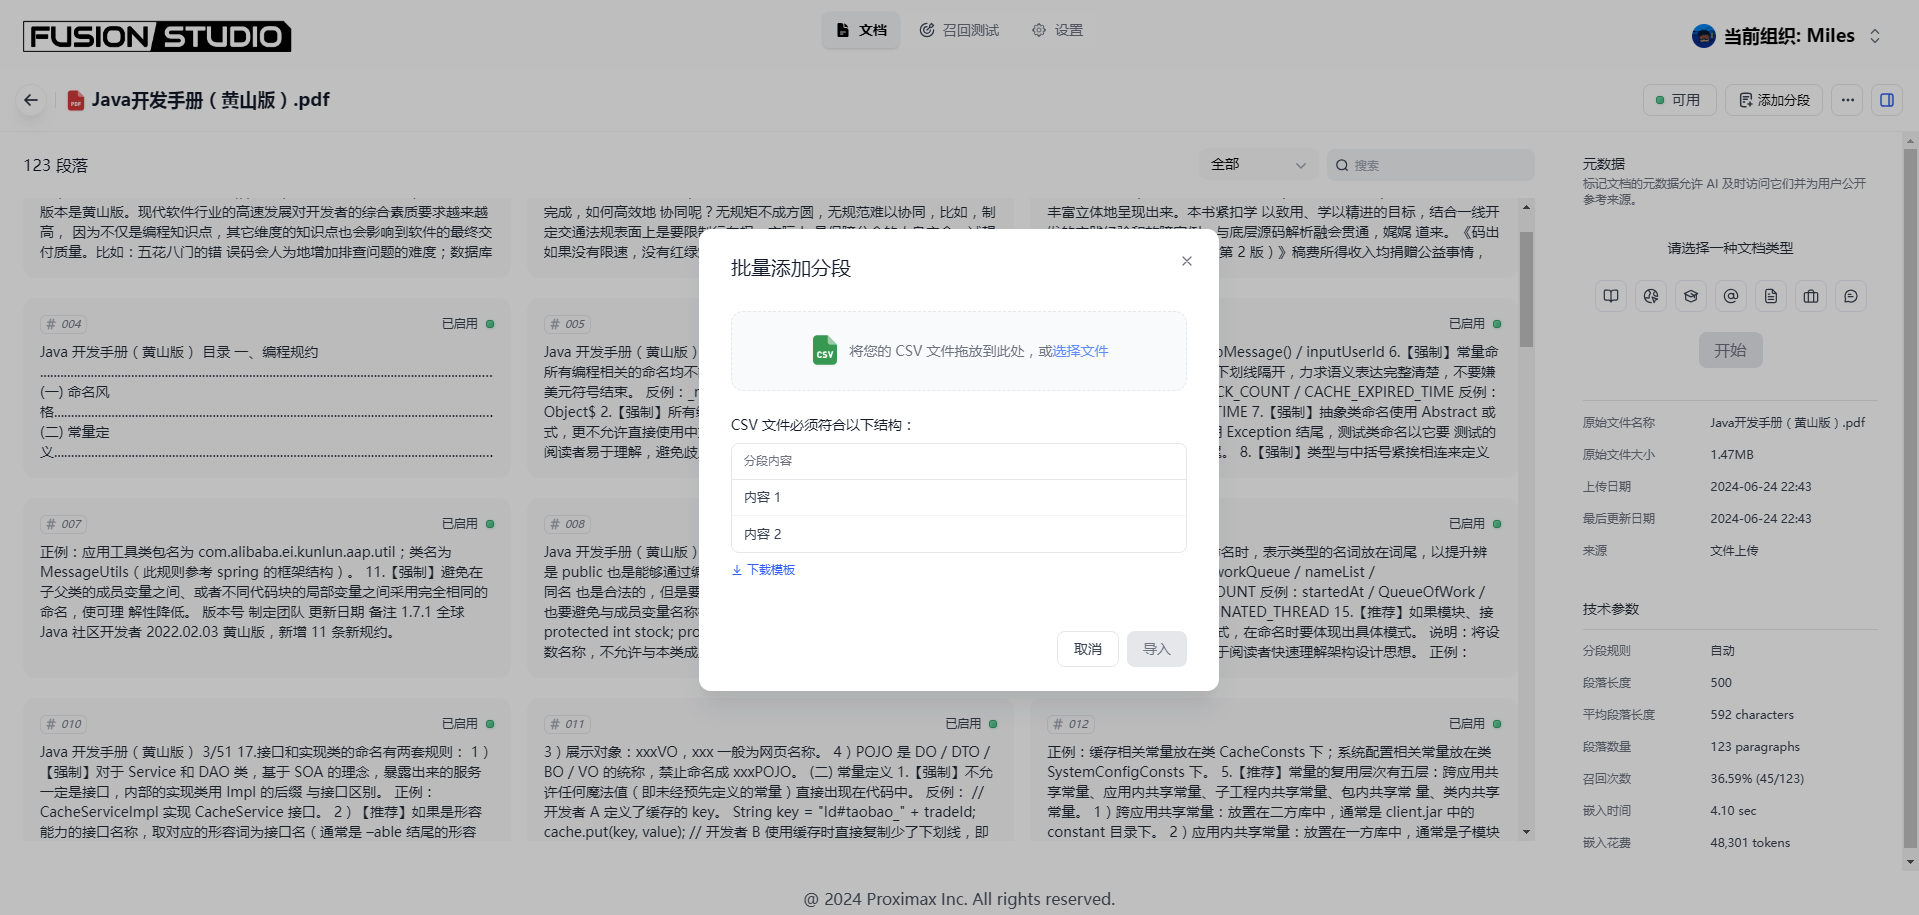 FUSION STUDIO
文档
召回测试
设置
当前组织: Miles
PDF
Java开发手册（黄山版）.pdf
可用
添加分段
123 段落
全部
搜索
版本是黄山版。现代软件行业的高速发展对开发者的综合素质要求越来越
高， 因为不仅是编程知识点，其它维度的知识点也会影响到软件的最终交
付质量。比如：五花八门的错 误码会人为地增加排查问题的难度；数据库
完成，如何高效地 协同呢？无规矩不成方圆，无规范难以协同，比如，制
定交通法规表面上是要限制
如果没有限速，没有红绿
丰富立体地呈现出来。本书紧扣学 以致用、学以精进的目标，结合一线开
与底层源码解析融会贯通，娓娓 道来。《码出
第 2 版）》稿费所得收入均捐赠公益事情，
# 004
已启用
Java 开发手册（黄山版） 目录 一、编程规约
(一) 命名风
格
(二) 常量定
义
# 005
Java 开发手册（黄山版）
所有编程相关的命名均不
美元符号结束。 反例：
Object$ 2.【强制】所有
式，更不允许直接使用中
阅读者易于理解，避免歧
已启用
oMessage() / inputUserId 6.【强制】常量命
下划线隔开，力求语义表达完整清楚，不要嫌
CK_COUNT / CACHE_EXPIRED_TIME 反例：
TIME 7.【强制】抽象类命名使用 Abstract 或
Exception 结尾，测试类命名以它要 测试的
8.【强制】类型与中括号紧挨相连来定义
# 007
已启用
正例：应用工具类包名为 com.alibaba.ei.kunlun.aap.util；类名为
MessageUtils（此规则参考 spring 的框架结构）。 11.【强制】避免在
子父类的成员变量之间、或者不同代码块的局部变量之间采用完全相同的
命名，使可理 解性降低。 版本号 制定团队 更新日期 备注 1.7.1 全球
Java 社区开发者 2022.02.03 黄山版，新增 11 条新规约。
# 008
Java 开发手册（黄山版）
是 public 也是能够通过编
同名 也是合法的，但是要
也要避免与成员变量名称
protected int stock; pro
数名称，不允许与本类成
已启用
名时，表示类型的名词放在词尾，以提升辨
workQueue / nameList /
OUNT 反例：startedAt / QueueOfWork /
INATED_THREAD 15.【推荐】如果模块、接
式，在命名时要体现出具体模式。 说明：将设
于阅读者快速理解架构设计思想。 正例：
# 010
已启用
Java 开发手册（黄山版） 3/51 17.接口和实现类的命名有两套规则： 1）
【强制】对于 Service 和 DAO 类，基于 SOA 的理念，暴露出来的服务
一定是接口，内部的实现类用 Impl 的后缀 与接口区别。 正例：
CacheServiceImpl 实现 CacheService 接口。 2）【推荐】如果是形容
能力的接口名称，取对应的形容词为接口名（通常是 –able 结尾的形容
# 011
已启用
3）展示对象：xxxVO，xxx 一般为网页名称。 4）POJO 是 DO / DTO /
BO / VO 的统称，禁止命名成 xxxPOJO。 (二) 常量定义 1.【强制】不允
许任何魔法值（即未经预先定义的常量）直接出现在代码中。 反例： //
开发者 A 定义了缓存的 key。 String key = "Id#taobao_" + tradeId;
cache.put(key, value); // 开发者 B 使用缓存时直接复制少了下划线，即
# 012
已启用
正例：缓存相关常量放在类 CacheConsts 下；系统配置相关常量放在类
SystemConfigConsts 下。 5.【推荐】常量的复用层次有五层：跨应用共
享常量、应用内共享常量、子工程内共享常量、包内共享常 量、类内共享
常量。 1）跨应用共享常量：放置在二方库中，通常是 client.jar 中的
constant 目录下。 2）应用内共享常量：放置在一方库中，通常是子模块
批量添加分段
CSV
将您的 CSV 文件拖放到此处，或选择文件
CSV 文件必须符合以下结构：
分段内容
内容 1
内容 2
下载模板
取消
导入
元数据
标记文档的元数据允许 AI 及时访问它们并为用户公开
参考来源。
请选择一种文档类型
开始
原始文件名称 Java开发手册（黄山版）.pdf
原始文件大小 1.47MB
上传日期 2024-06-24 22:43
最后更新日期 2024-06-24 22:43
来源 文件上传
技术参数
分段规则 自动
段落长度 500
平均段落长度 592 characters
段落数量 123 paragraphs
召回次数 36.59% (45/123)
嵌入时间 4.10 sec
嵌入花费 48,301 tokens
@ 2024 Proximax Inc. All rights reserved.